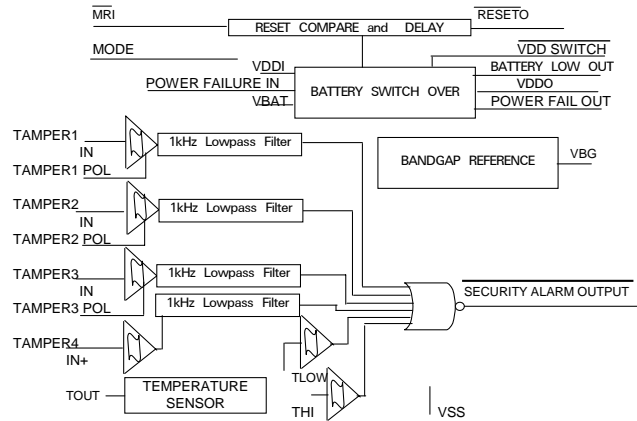 MRI
RESET COMPARE and DELAY
RESETO
MODE
VDD SWITCH
VDDI
BATTERY LOW OUT
POWER FAILURE IN
BATTERY SWITCH OVER
VDDO
VBAT
POWER FAIL OUT
TAMPER1
IN
1kHz Lowpass Filter
TAMPER1 POL
BANDGAP REFERENCE
VBG
TAMPER2
IN
1kHz Lowpass Filter
TAMPER2 POL
TAMPER3
IN
1kHz Lowpass Filter
TAMPER3 POL
1kHz Lowpass Filter
SECURITY ALARM OUTPUT
TAMPER4
IN+
TLOW
TOUT
TEMPERATURE
SENSOR
THI
VSS